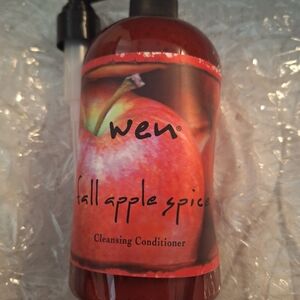 wen®
fall apple spice
Cleansing Conditioner